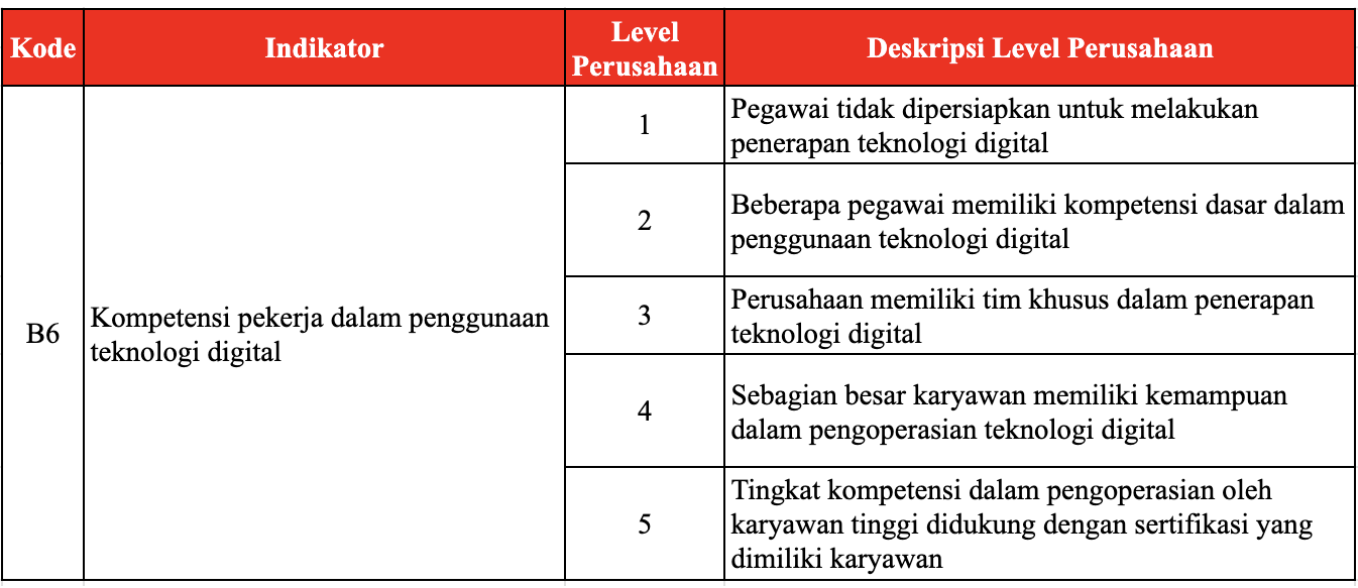 Kode
Indikator
Level
Perusahaan
Deskripsi Level Perusahaan
B6
Kompetensi pekerja dalam penggunaan
teknologi digital
1
Pegawai tidak dipersiapkan untuk melakukan
penerapan teknologi digital
2
Beberapa pegawai memiliki kompetensi dasar dalam
penggunaan teknologi digital
3
Perusahaan memiliki tim khusus dalam penerapan
teknologi digital
4
Sebagian besar karyawan memiliki kemampuan
dalam pengoperasian teknologi digital
5
Tingkat kompetensi dalam pengoperasian oleh
karyawan tinggi didukung dengan sertifikasi yang
dimiliki karyawan